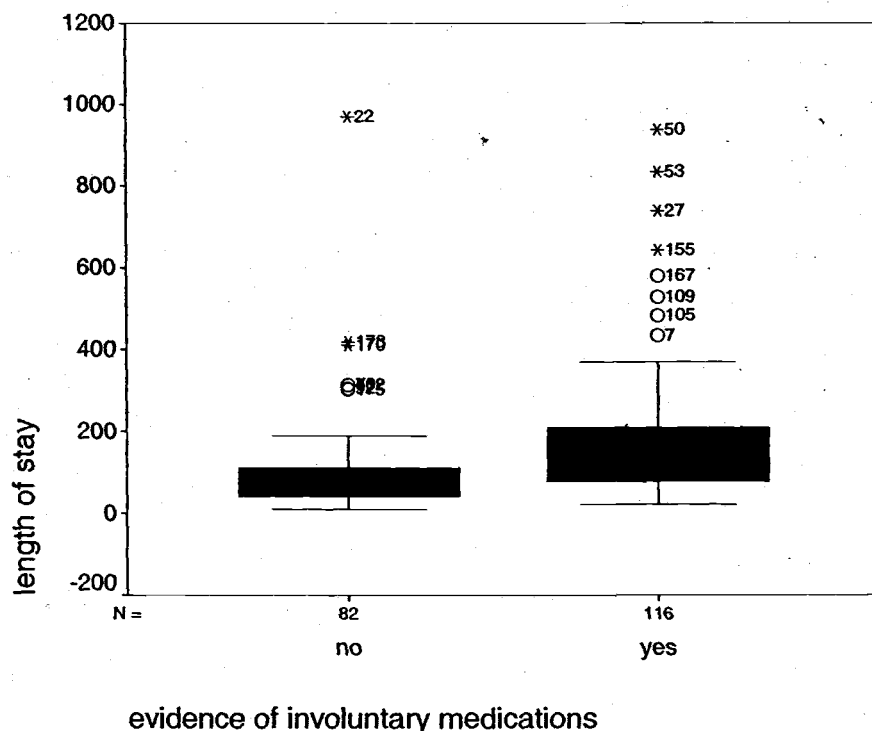 1200
1000
800
600
400
200
0
-200
length of stay
*22
*50
*53
*27
*155
O167
O109
O105
O7
N =
82
116
no
yes
evidence of involuntary medications